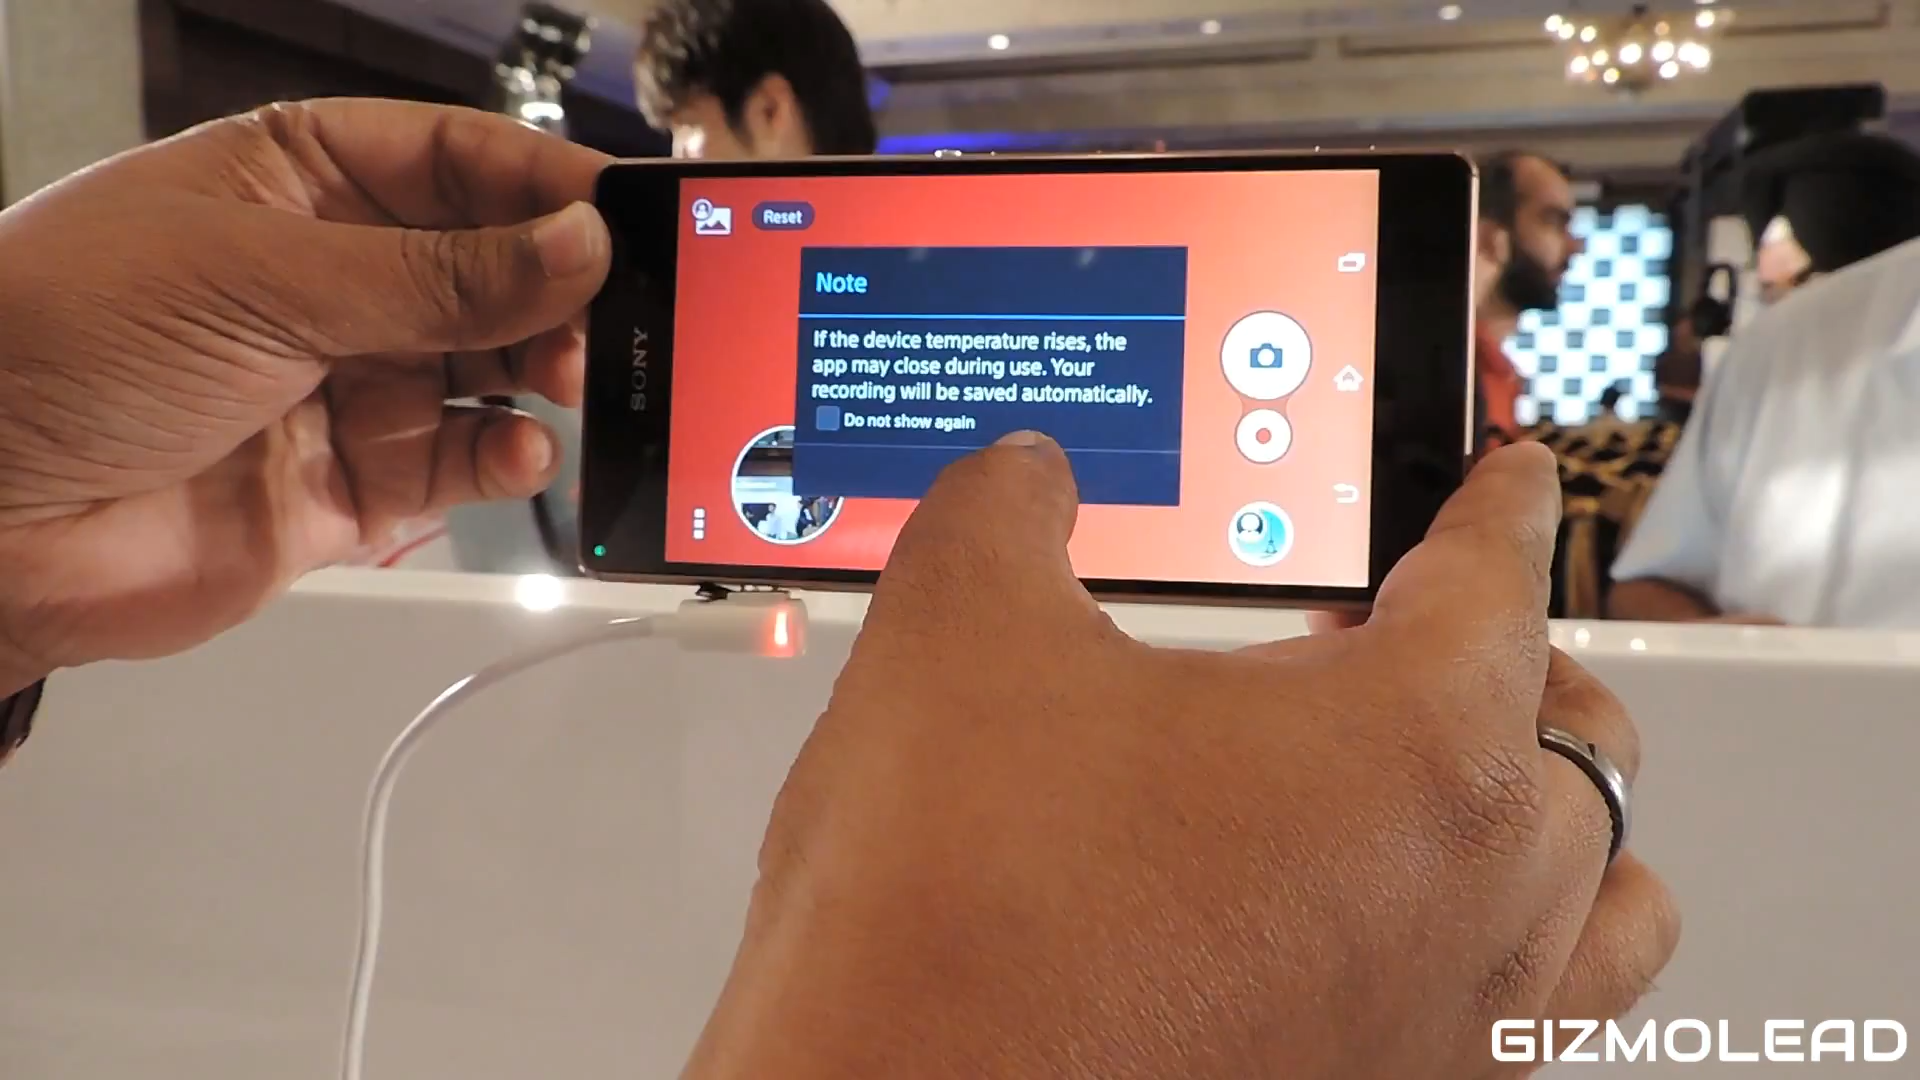 Reset
Note
If the device temperature rises, the
app may close during use. Your
recording will be saved automatically.
Do not show again
SONY
GIZMOLEAD